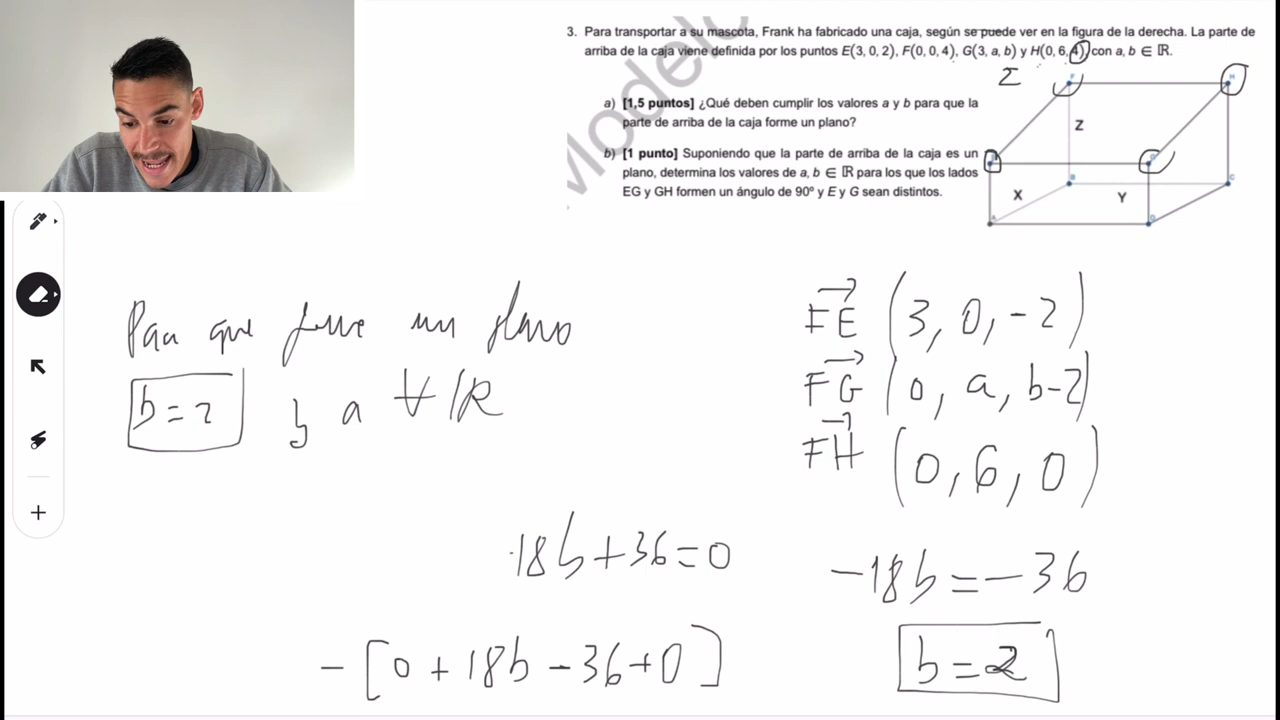 3. Para transportar a su mascota, Frank ha fabricado una caja, según se puede ver en la figura de la derecha. La parte de
arriba de la caja viene definida por los puntos E(3, 0, 2), F(0, 0, 4), G(3, a, b) y H(0, 6, 4), con a, b ∈ ℝ.
a) [1,5 puntos] ¿Qué deben cumplir los valores a y b para que la
parte de arriba de la caja forme un plano?
b) [1 punto] Suponiendo que la parte de arriba de la caja es un
plano, determina los valores de a, b ∈ ℝ para los que los lados
EG y GH formen un ángulo de 90º y E y G sean distintos.
Modelo
Z
X
Y
Para que forme un plano
b = 2 y a ∀ ℝ
FE (3, 0, -2)
FG (0, a, b-2)
FH (0, 6, 0)
-18b + 36 = 0
-18b = -36
- [0 + 18b - 36 + 0]
b = 2